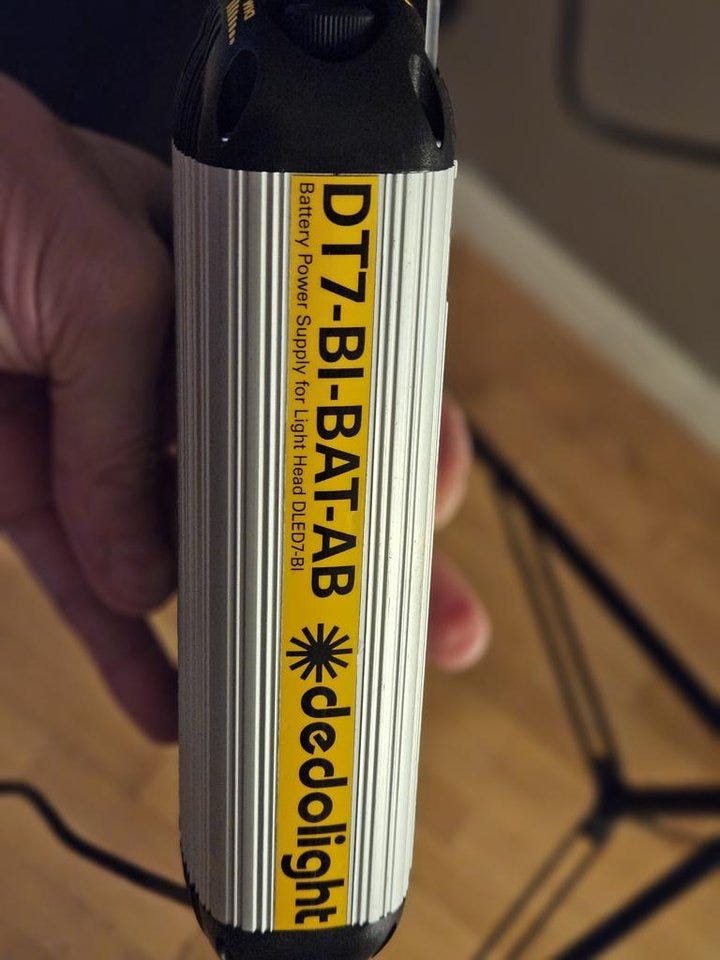 DT7-BI-BAT-AB
Battery Power Supply for Light Head DLED7-BI
dedolight